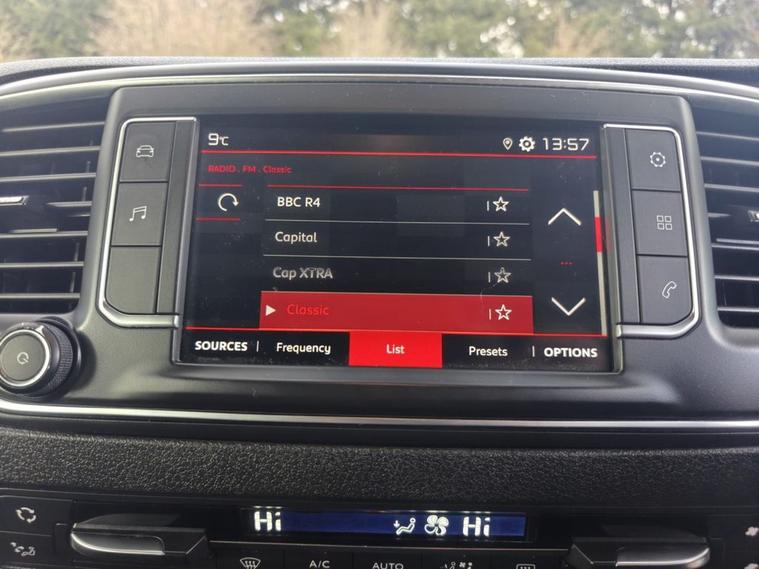 9°C 13:57
RADIO . FM . Classic
BBC R4
Capital
Cap XTRA
Classic
SOURCES Frequency List Presets OPTIONS
Hi Hi
A/C AUTO